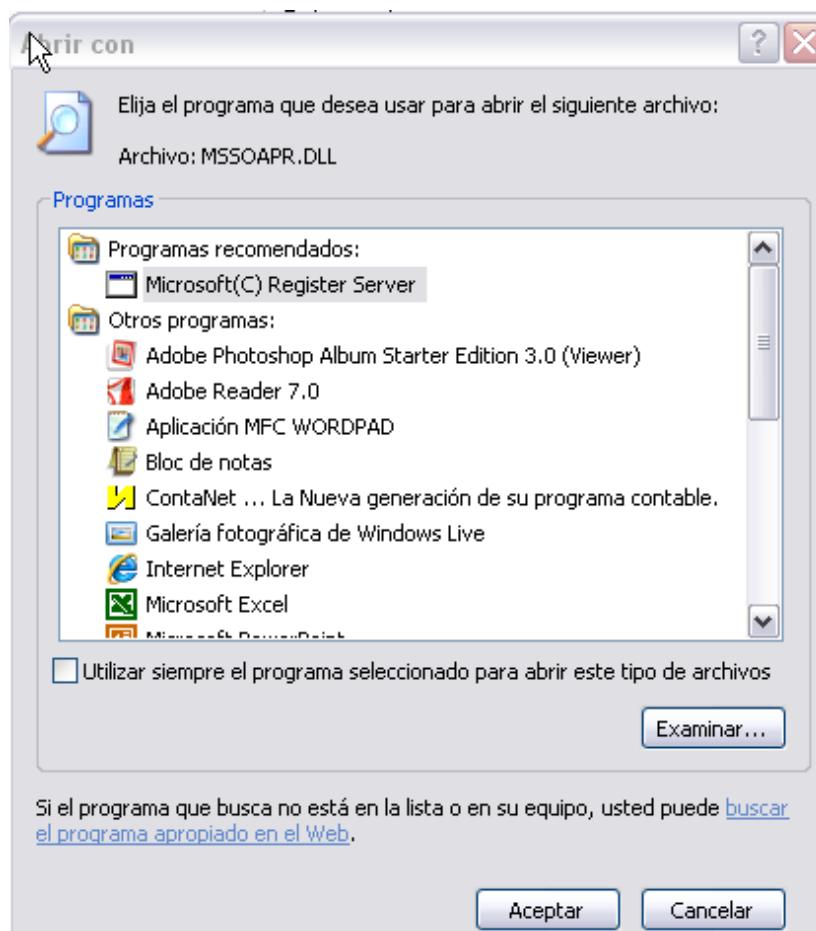 Abrir con
Elija el programa que desea usar para abrir el siguiente archivo:
Archivo: MSSOAPR.DLL
Programas
Programas recomendados:
Microsoft(C) Register Server
Otros programas:
Adobe Photoshop Album Starter Edition 3.0 (Viewer)
Adobe Reader 7.0
Aplicación MFC WORDPAD
Bloc de notas
ContaNet ... La Nueva generación de su programa contable.
Galería fotográfica de Windows Live
Internet Explorer
Microsoft Excel
Microsoft PowerPoint
Utilizar siempre el programa seleccionado para abrir este tipo de archivos
Examinar...
Si el programa que busca no está en la lista o en su equipo, usted puede buscar
el programa apropiado en el Web.
Aceptar
Cancelar